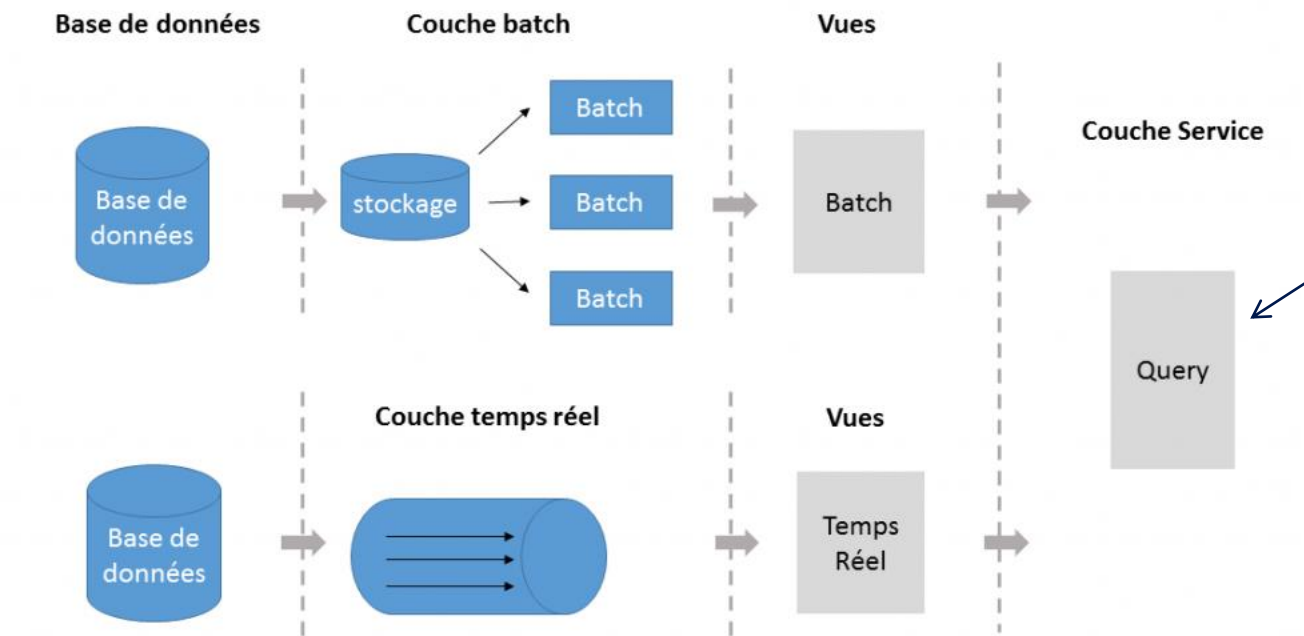 Base de données
Couche batch
Vues
Couche Service
Base de
données
stockage
Batch
Batch
Batch
Batch
Query
Couche temps réel
Vues
Base de
données
Temps
Réel